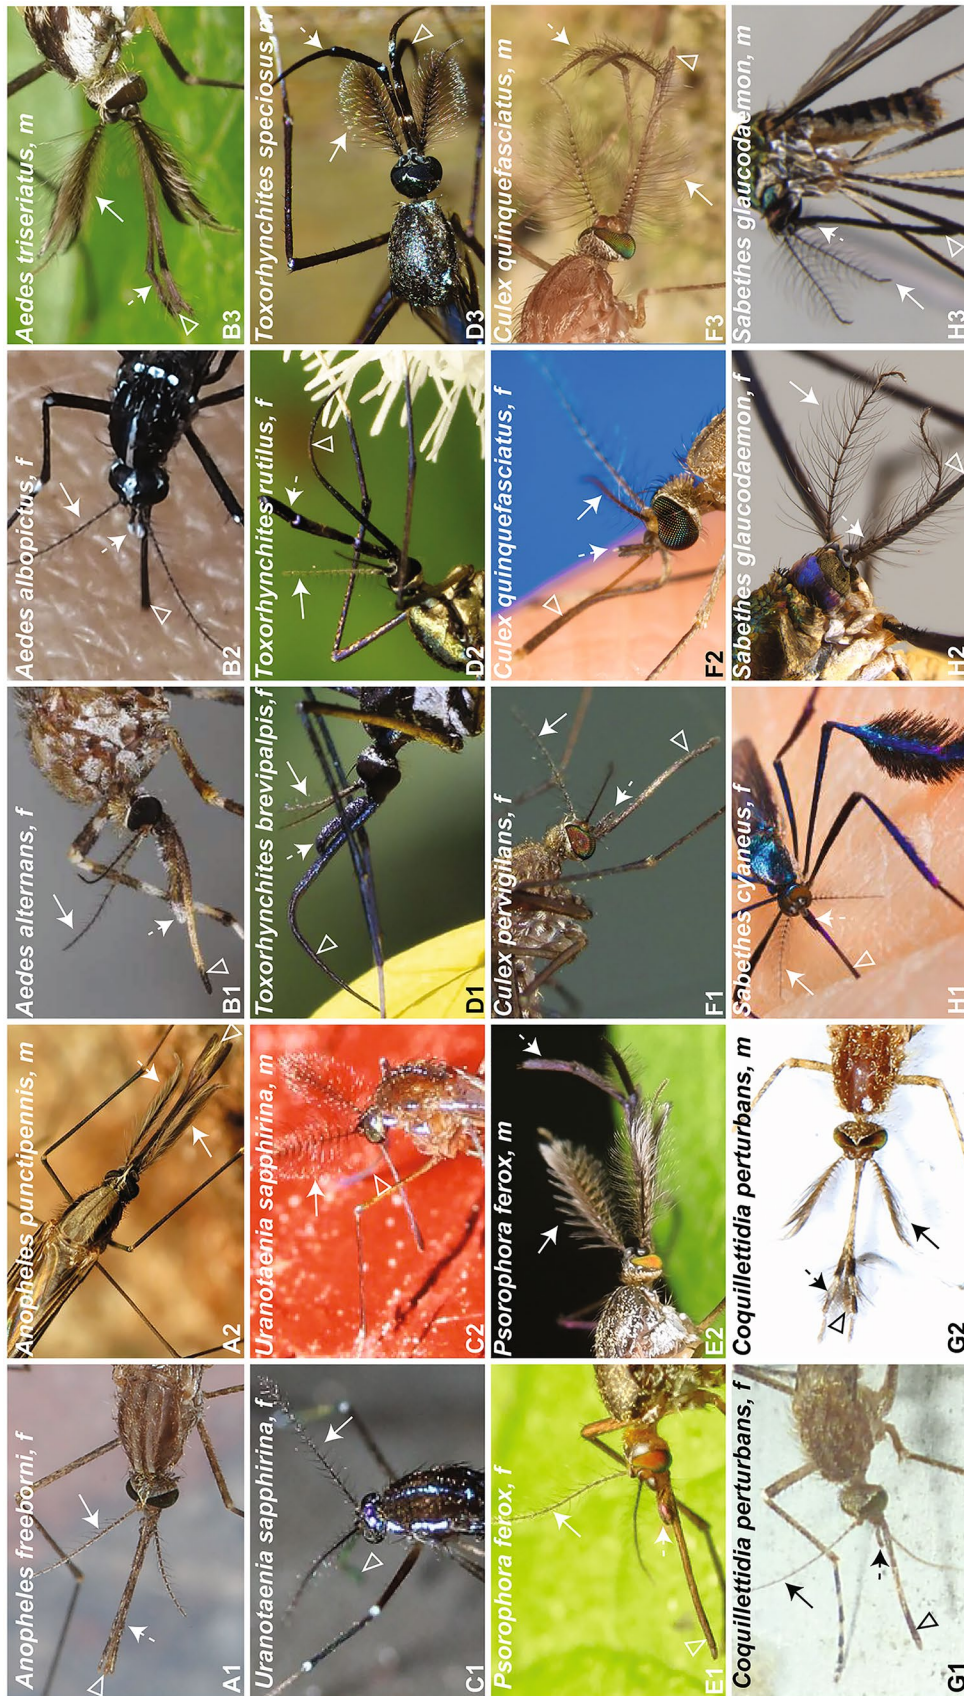 Anopheles freeborni, f
A1
Anopheles punctipennis, m
A2
Aedes alternans, f
B1
Aedes albopictus, f
B2
Aedes triseriatus, m
B3
Uranotaenia sapphirina, f
C1
Uranotaenia sapphirina, m
C2
Toxorhynchites brevipalpis,f
D1
Toxorhynchites rutilus, f
D2
Toxorhynchites speciosus, m
D3
Psorophora ferox, f
E1
Psorophora ferox, m
E2
Culex pervigilans, f
F1
Culex quinquefasciatus, f
F2
Culex quinquefasciatus, m
F3
Coquillettidia perturbans, f
G1
Coquillettidia perturbans, m
G2
Sabethes cyaneus, f
H1
Sabethes glaucodaemon, f
H2
Sabethes glaucodaemon, m
H3